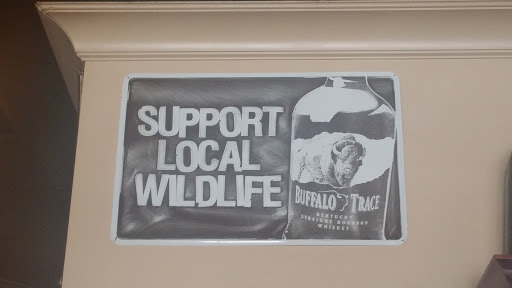 SUPPORT
LOCAL
WILDLIFE
BUFFALO TRACE
KENTUCKY
STRAIGHT BOURBON
WHISKEY